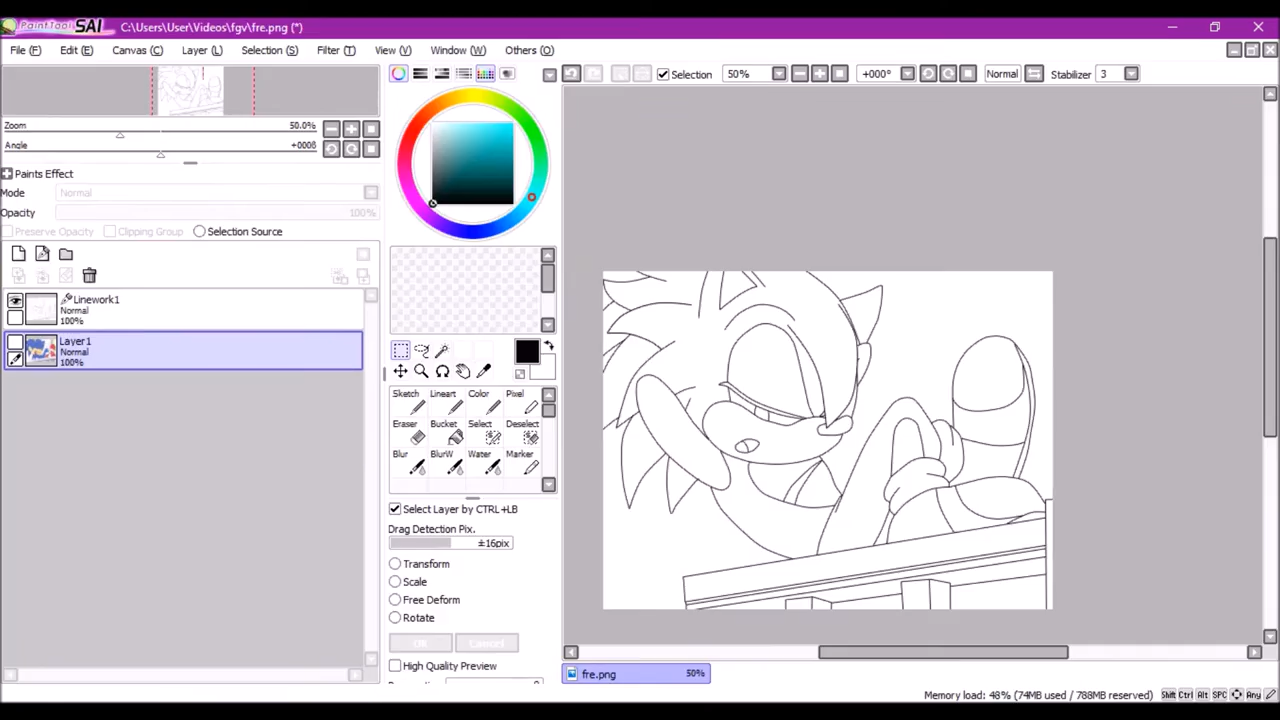 PaintTool SAI C:\Users\User\Videos\fgv\fre.png (*)
File (F) Edit (E) Canvas (C) Layer (L) Selection (S) Filter (T) View (V) Window (W) Others (O)
Selection 50% +000° Normal Stabilizer 3
Zoom 50.0%
Angle +000θ
Paints Effect
Mode Normal
Opacity 100%
Preserve Opacity Clipping Group Selection Source
Linework1
Normal
100%
Layer1
Normal
100%
Sketch Lineart Color Pixel
Eraser Bucket Select Deselect
Blur BlurW Water Marker
Select Layer by CTRL+LB
Drag Detection Pix.
±16pix
Transform
Scale
Free Deform
Rotate
OK Cancel
High Quality Preview
fre.png 50%
Memory load: 48% (74MB used / 788MB reserved) Shift Ctrl Alt SPC Any